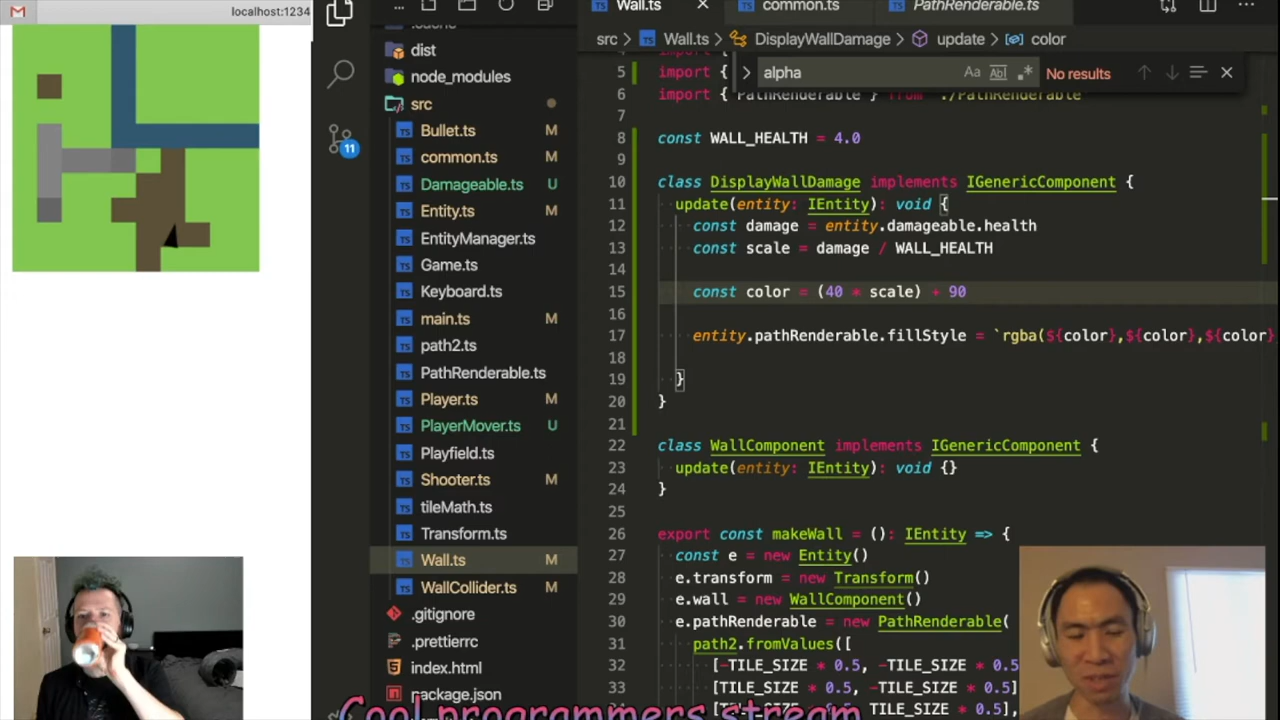 localhost:1234
dist
node_modules
src
Bullet.ts M
common.ts M
Damageable.ts U
Entity.ts M
EntityManager.ts
Game.ts
Keyboard.ts
main.ts M
path2.ts
PathRenderable.ts
Player.ts M
PlayerMover.ts U
Playfield.ts
Shooter.ts M
tileMath.ts
Transform.ts
Wall.ts M
WallCollider.ts M
.gitignore
.prettierrc
index.html
package.json
11
Wall.ts
common.ts
PathRenderable.ts
src > Wall.ts > DisplayWallDamage > update > color
alpha
Aa Abl .* No results
5 import {
6 import { PathRenderable } from './PathRenderable
7
8 const WALL_HEALTH = 4.0
9
10 class DisplayWallDamage implements IGenericComponent {
11 update(entity: IEntity): void {
12 const damage = entity.damageable.health
13 const scale = damage / WALL_HEALTH
14
15 const color = (40 * scale) + 90
16
17 entity.pathRenderable.fillStyle = `rgba(${color},${color},${color}
18
19 }
20 }
21
22 class WallComponent implements IGenericComponent {
23 update(entity: IEntity): void {}
24 }
25
26 export const makeWall = (): IEntity => {
27 const e = new Entity()
28 e.transform = new Transform()
29 e.wall = new WallComponent()
30 e.pathRenderable = new PathRenderable(
31 path2.fromValues([
32 [-TILE_SIZE * 0.5, -TILE_SIZE * 0.5
33 [TILE_SIZE * 0.5, -TILE_SIZE * 0.5]
[TILE_SIZE * 0.5, TILE_SIZE * 0.5]
Cool programmers stream